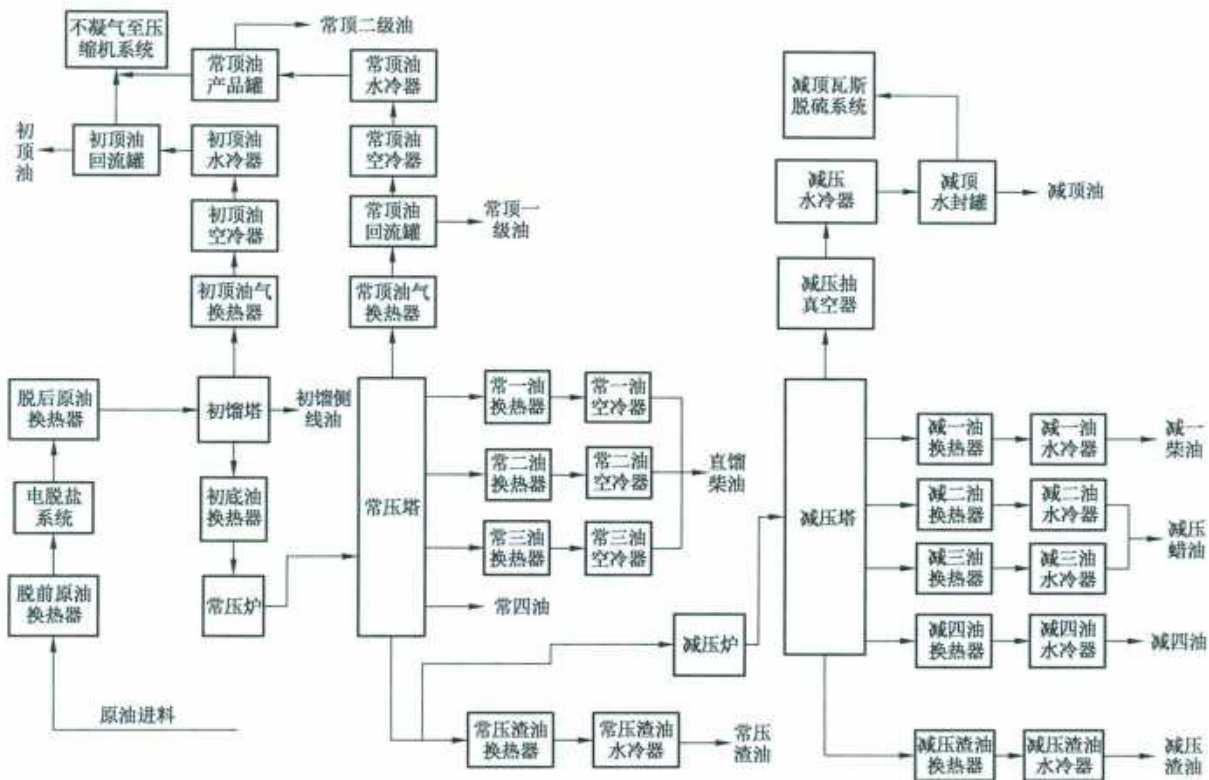 不凝气至压
缩机系统
常顶二级油
常顶油
产品罐
常顶油
水冷器
减顶瓦斯
脱硫系统
初
顶
油
初顶油
回流罐
初顶油
水冷器
常顶油
空冷器
减压
水冷器
减顶
水封罐
减顶油
初顶油
空冷器
常顶油
回流罐
常顶一
级油
初顶油气
换热器
常顶油气
换热器
减压抽
真空器
脱后原油
换热器
初馏塔
初馏侧
线油
常一油
换热器
常一油
空冷器
减一油
换热器
减一油
水冷器
减一
柴油
电脱盐
系统
初底油
换热器
常压塔
常二油
换热器
常二油
空冷器
直馏
柴油
减压塔
减二油
换热器
减二油
水冷器
减压
蜡油
常三油
换热器
常三油
空冷器
减三油
换热器
减三油
水冷器
脱前原油
换热器
常压炉
常四油
减压炉
减四油
换热器
减四油
水冷器
减四油
原油进料
常压渣油
换热器
常压渣油
水冷器
常压
渣油
减压渣油
换热器
减压渣油
水冷器
减压
渣油